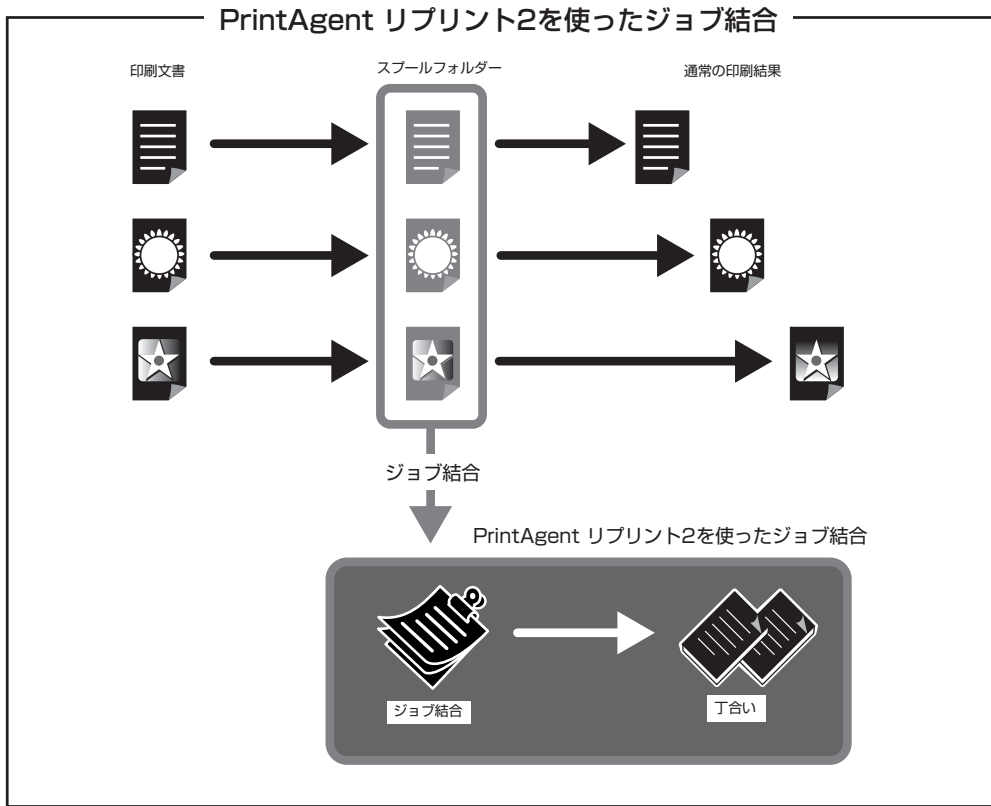 PrintAgent リプリント2を使ったジョブ結合
印刷文書
スプールフォルダー
通常の印刷結果
ジョブ結合
PrintAgent リプリント2を使ったジョブ結合
ジョブ結合
丁合い